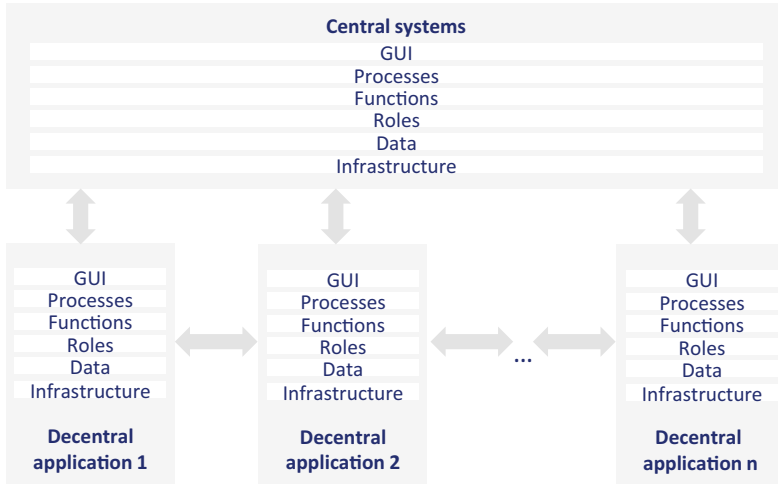 Central systems
GUI
Processes
Functions
Roles
Data
Infrastructure
GUI
Processes
Functions
Roles
Data
Infrastructure
Decentral
application 1
GUI
Processes
Functions
Roles
Data
Infrastructure
Decentral
application 2
...
GUI
Processes
Functions
Roles
Data
Infrastructure
Decentral
application n